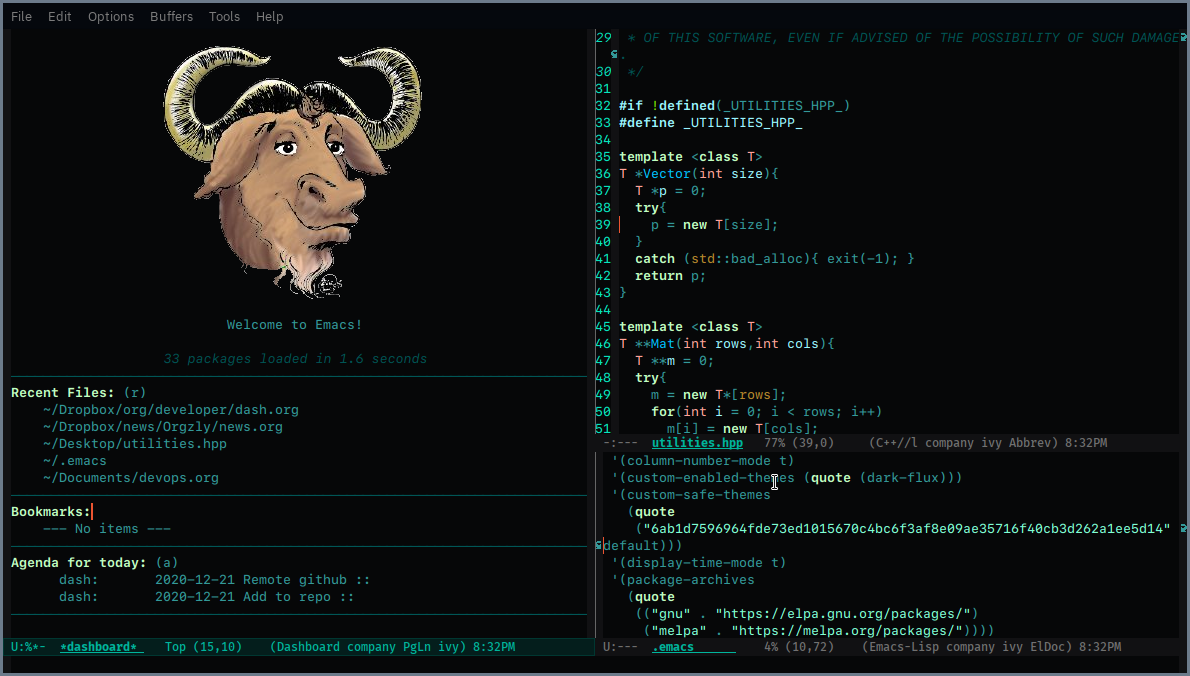 File Edit Options Buffers Tools Help
Welcome to Emacs!
33 packages loaded in 1.6 seconds
Recent Files: (r)
~/Dropbox/org/developer/dash.org
~/Dropbox/news/Orgzly/news.org
~/Desktop/utilities.hpp
~/.emacs
~/Documents/devops.org
Bookmarks:
--- No items ---
Agenda for today: (a)
dash: 2020-12-21 Remote github ::
dash: 2020-12-21 Add to repo ::
U:%*- *dashboard* Top (15,10) (Dashboard company PgLn ivy) 8:32PM
29 * OF THIS SOFTWARE, EVEN IF ADVISED OF THE POSSIBILITY OF SUCH DAMAGE
.
30 */
31
32 #if !defined(_UTILITIES_HPP_)
33 #define _UTILITIES_HPP_
34
35 template <class T>
36 T *Vector(int size){
37 T *p = 0;
38 try{
39 p = new T[size];
40 }
41 catch (std::bad_alloc){ exit(-1); }
42 return p;
43 }
44
45 template <class T>
46 T **Mat(int rows,int cols){
47 T **m = 0;
48 try{
49 m = new T*[rows];
50 for(int i = 0; i < rows; i++)
51 m[i] = new T[cols];
-:--- utilities.hpp 77% (39,0) (C++//l company ivy Abbrev) 8:32PM
'(column-number-mode t)
'(custom-enabled-themes (quote (dark-flux)))
'(custom-safe-themes
(quote
("6ab1d7596964fde73ed1015670c4bc6f3af8e09ae35716f40cb3d262a1ee5d14"
default)))
'(display-time-mode t)
'(package-archives
(quote
(("gnu" . "https://elpa.gnu.org/packages/")
("melpa" . "https://melpa.org/packages/"))))
U:--- .emacs 4% (10,72) (Emacs-Lisp company ivy ElDoc) 8:32PM